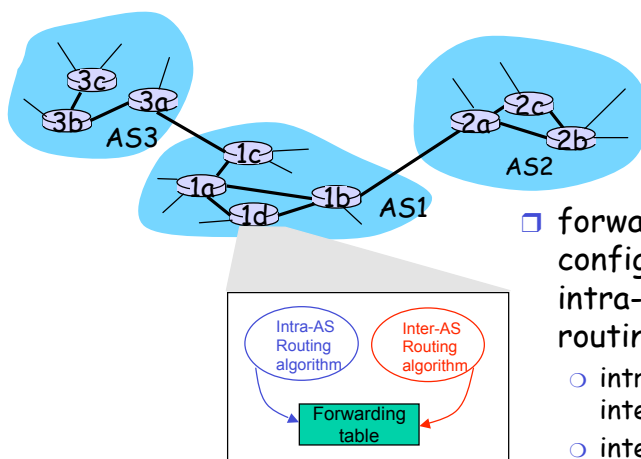 3c
3a
3b
AS3
2c
2a
2b
AS2
1c
1a
1b
1d
AS1
Intra-AS
Routing
algorithm
Inter-AS
Routing
algorithm
Forwarding
table
forwa
config
intra-
routin
intr
inte
inte